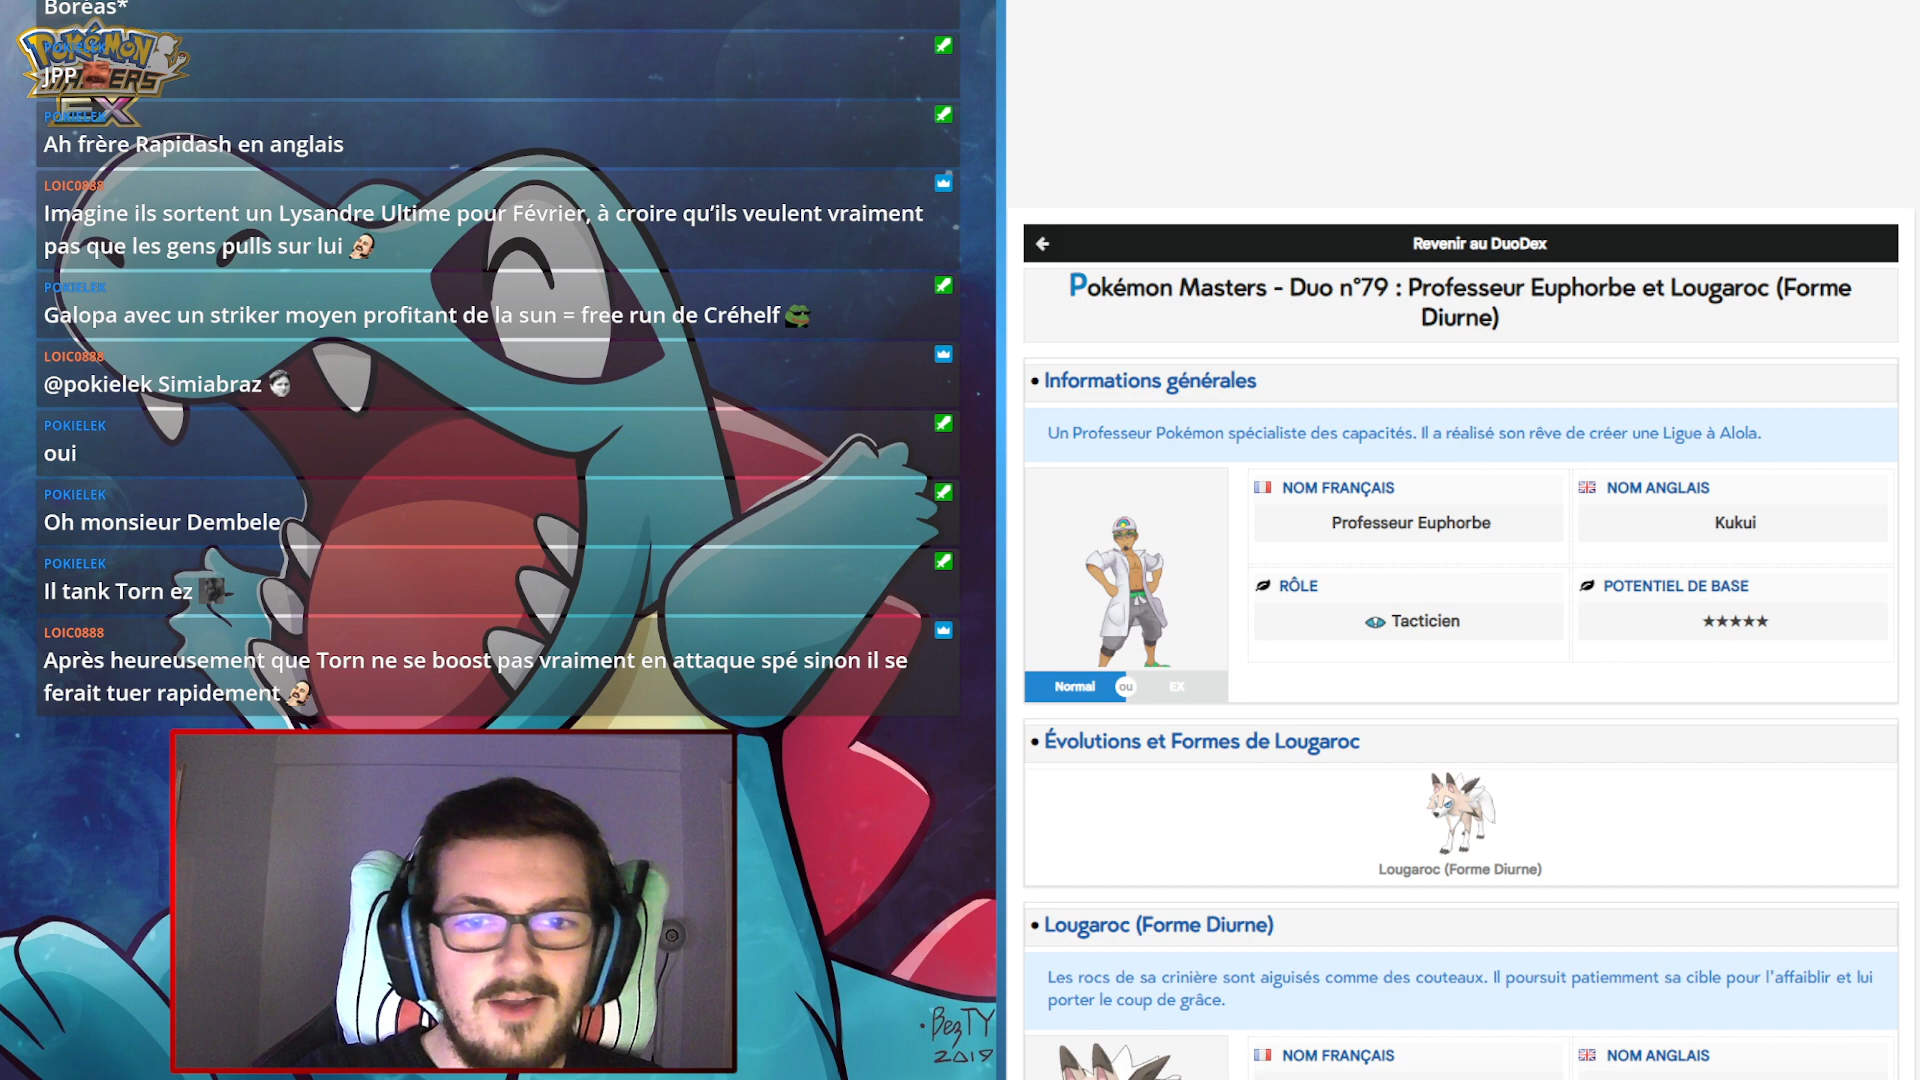 Boréas*
POKÉMON
MASTERS
EX
POKIELEK
JPP
POKIELEK
Ah frère Rapidash en anglais
LOIC0888
Imagine ils sortent un Lysandre Ultime pour Février, à croire qu'ils veulent vraiment
pas que les gens pulls sur lui
POKIELEK
Galopa avec un striker moyen profitant de la sun = free run de Créhelf
LOIC0888
@pokielek Simiabraz
POKIELEK
oui
POKIELEK
Oh monsieur Dembele
POKIELEK
Il tank Torn ez
LOIC0888
Après heureusement que Torn ne se boost pas vraiment en attaque spé sinon il se
ferait tuer rapidement
BezTY
2019
Revenir au DuoDex
Pokémon Masters - Duo n°79 : Professeur Euphorbe et Lougaroc (Forme
Diurne)
• Informations générales
Un Professeur Pokémon spécialiste des capacités. Il a réalisé son rêve de créer une Ligue à Alola.
NOM FRANÇAIS
Professeur Euphorbe
NOM ANGLAIS
Kukui
RÔLE
Tacticien
POTENTIEL DE BASE
★★★★★
Normal ou EX
• Évolutions et Formes de Lougaroc
Lougaroc (Forme Diurne)
• Lougaroc (Forme Diurne)
Les rocs de sa crinière sont aiguisés comme des couteaux. Il poursuit patiemment sa cible pour l'affaiblir et lui
porter le coup de grâce.
NOM FRANÇAIS
NOM ANGLAIS